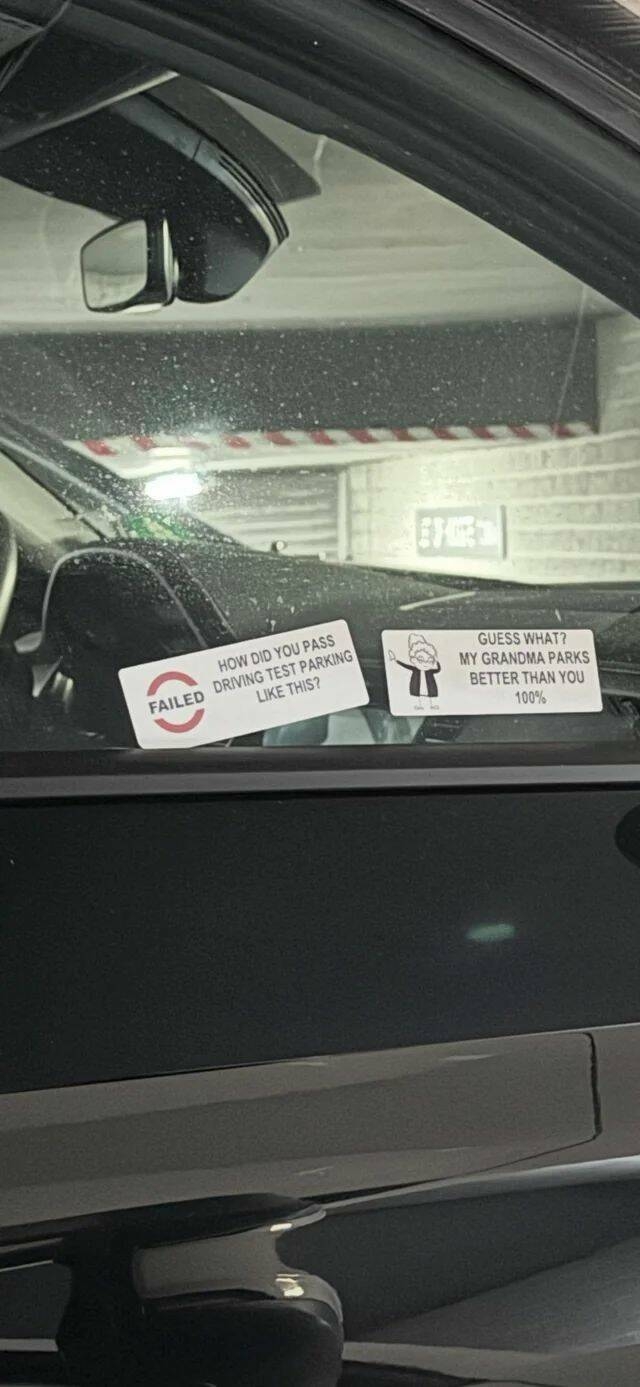 FAILED
HOW DID YOU PASS
DRIVING TEST PARKING
LIKE THIS?
GUESS WHAT?
MY GRANDMA PARKS
BETTER THAN YOU
100%